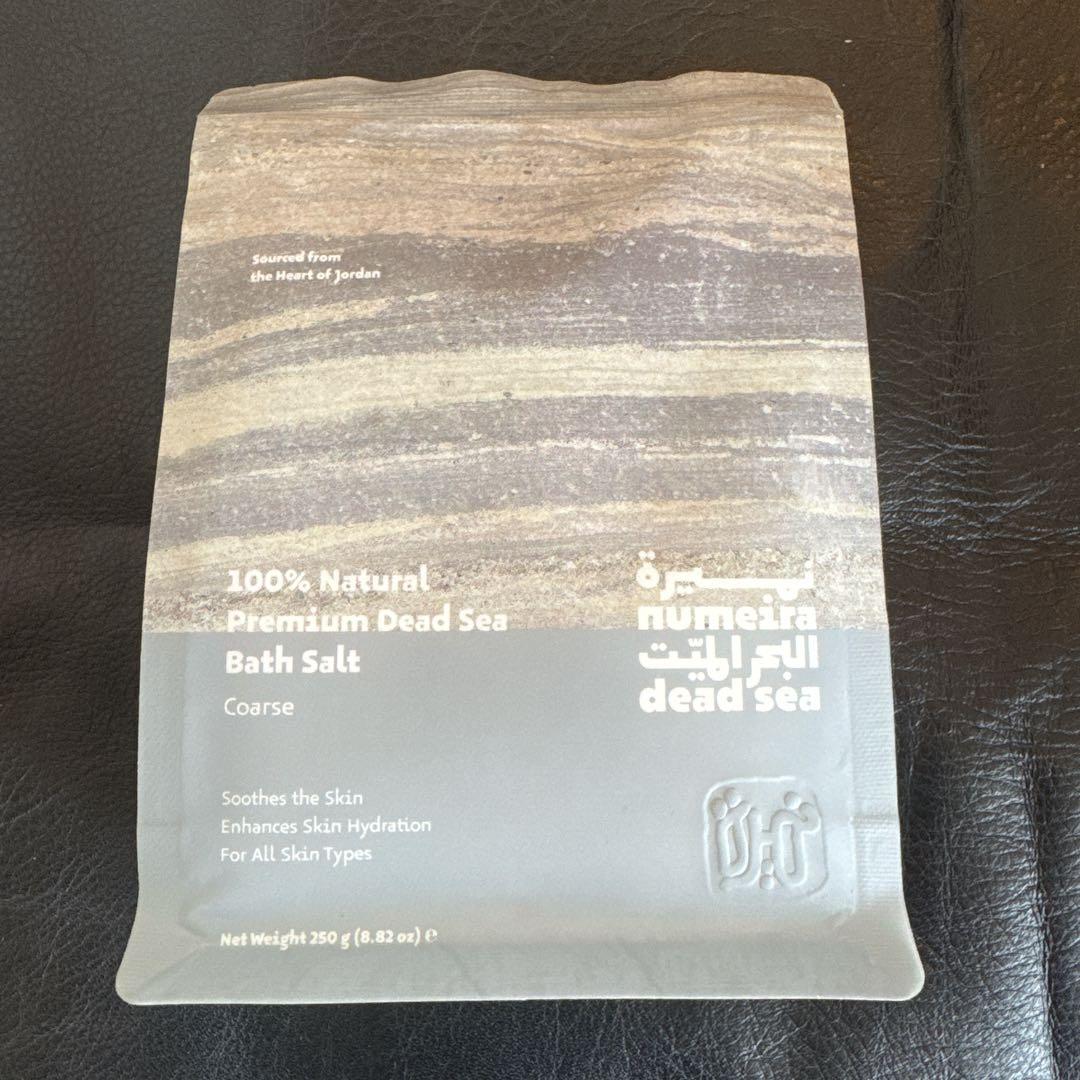 Sourced from
the Heart of Jordan
100% Natural
Premium Dead Sea
Bath Salt
Coarse
نميرة
numeira
البحر الميّت
dead sea
Soothes the Skin
Enhances Skin Hydration
For All Skin Types
Net Weight 250 g (8.82 oz) ℮